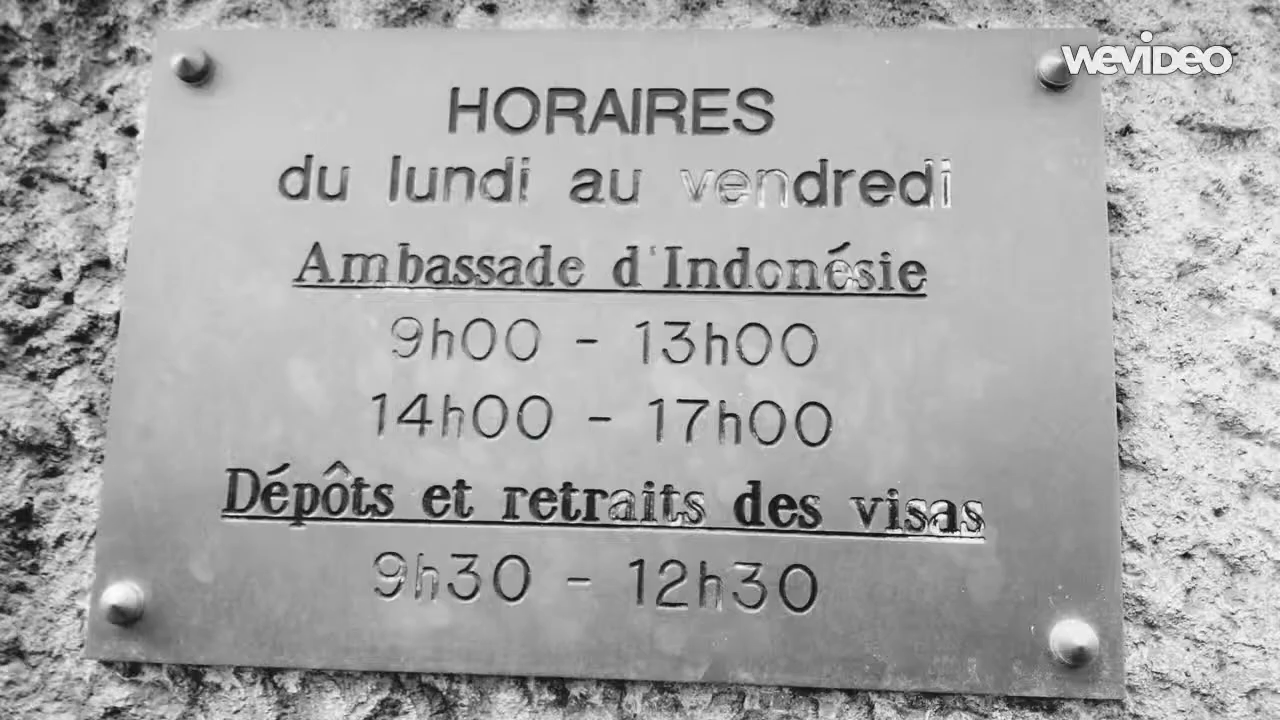 wevideo
HORAIRES
du lundi au vendredi
Ambassade d'Indonésie
9h00 - 13h00
14h00 - 17h00
Dépôts et retraits des visas
9h30 - 12h30